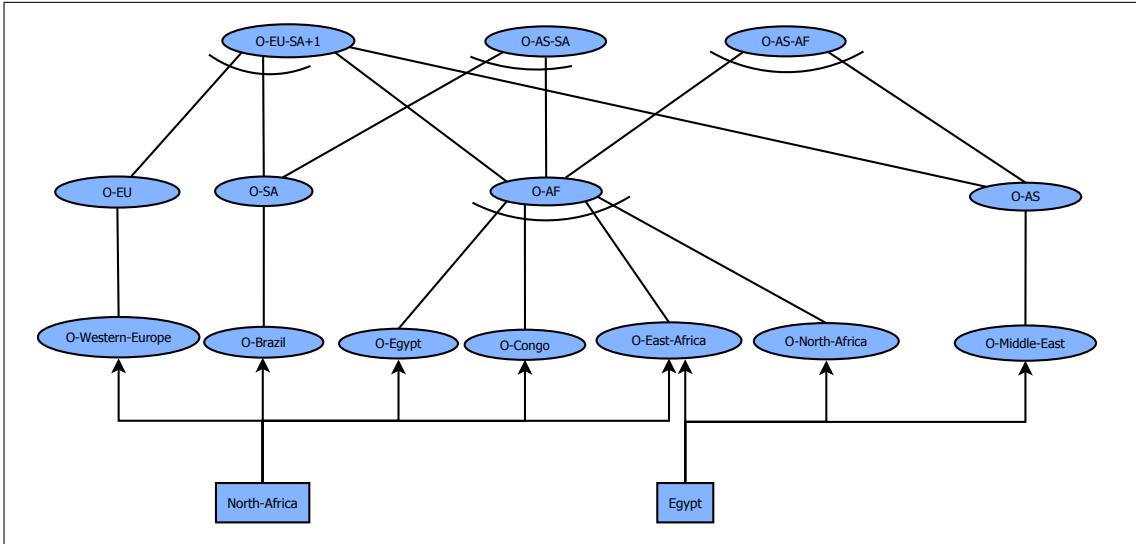 O-EU-SA+1
O-AS-SA
O-AS-AF
O-EU
O-SA
O-AF
O-AS
O-Western-Europe
O-Brazil
O-Egypt
O-Congo
O-East-Africa
O-North-Africa
O-Middle-East
North-Africa
Egypt